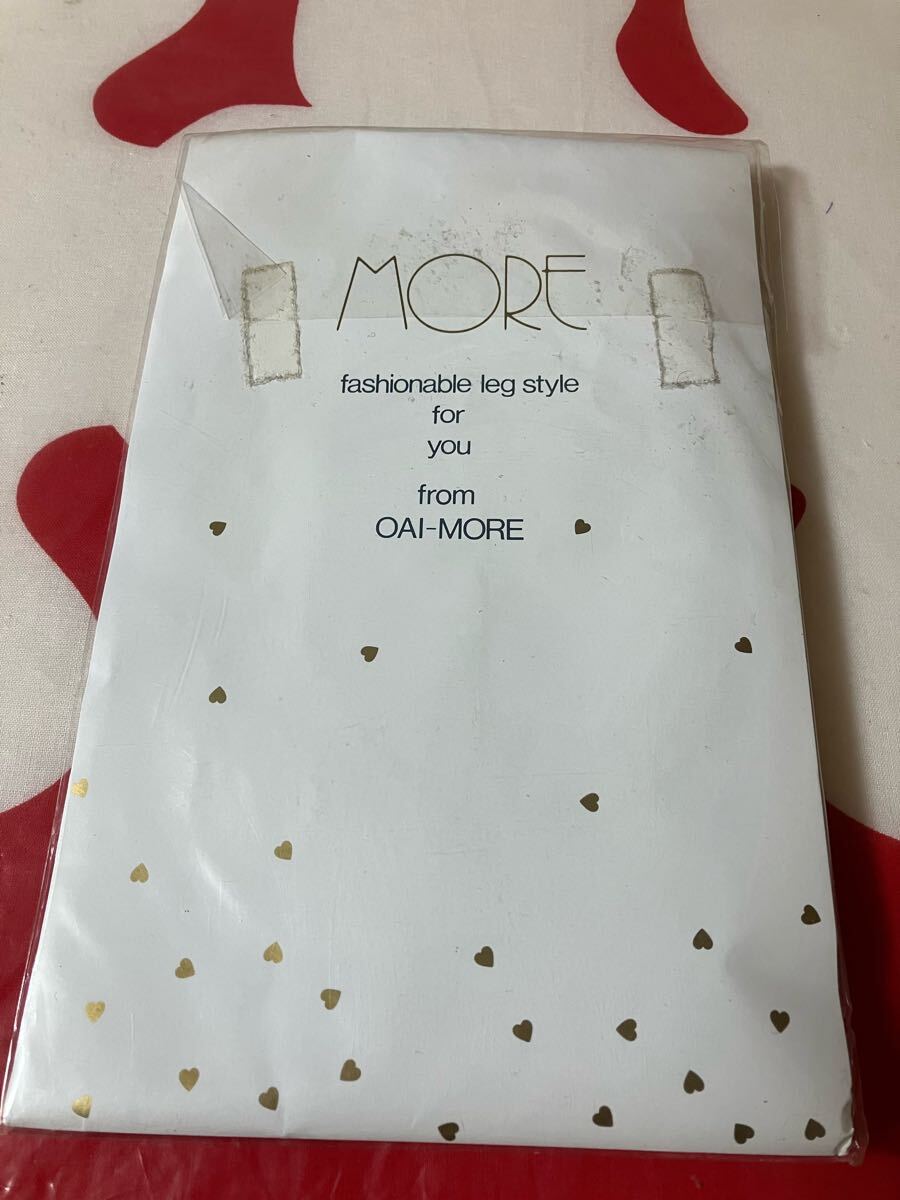 MORE
fashionable leg style
for
you
from
OAI-MORE